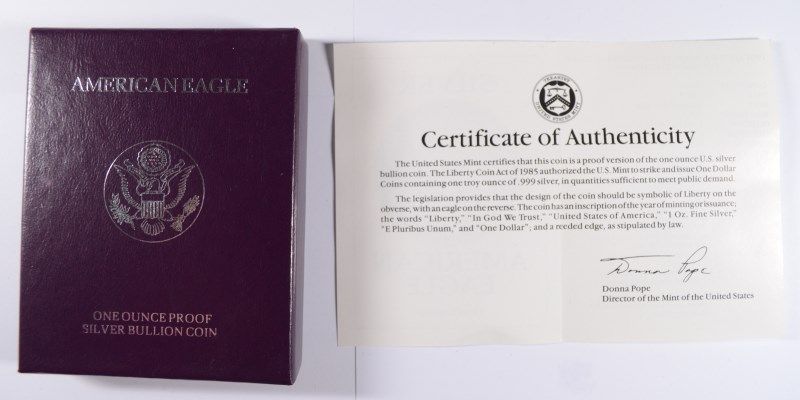 AMERICAN EAGLE
ONE OUNCE PROOF
SILVER BULLION COIN
Certificate of Authenticity
The United States Mint certifies that this coin is a proof version of the one ounce U.S. silver
bullion coin. The Liberty Coin Act of 1985 authorized the U.S. Mint to strike and issue One Dollar
Coins containing one troy ounce of .999 silver, in quantities sufficient to meet public demand.
The legislation provides that the design of the coin should be symbolic of Liberty on the
obverse, with an eagle on the reverse. The coin has an inscription of the year of minting or issuance;
the words “Liberty,” “In God We Trust,” “United States of America,” “1 Oz. Fine Silver,”
“E Pluribus Unum,” and “One Dollar”; and a reeded edge, as stipulated by law.
Donna Pope
Donna Pope
Director of the Mint of the United States